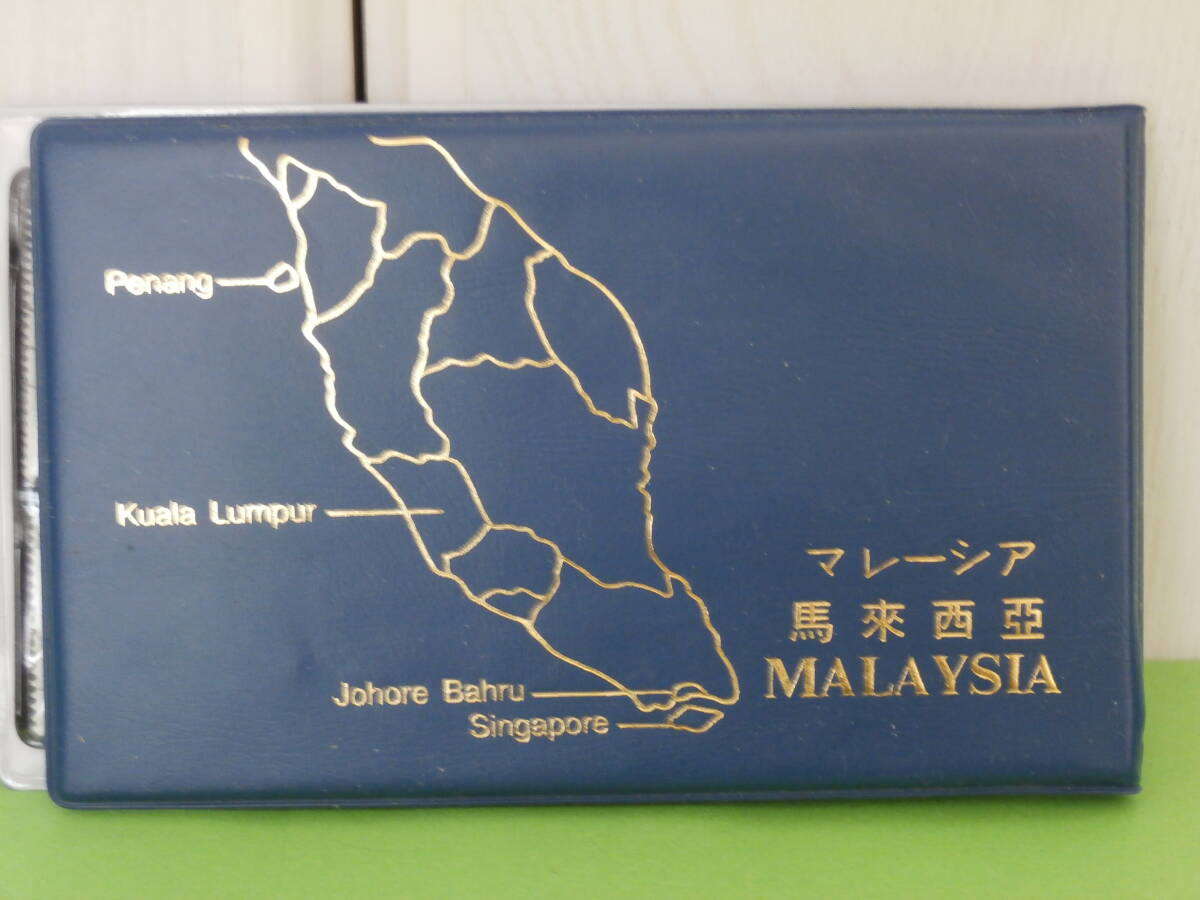 Penang
Kuala Lumpur
マレーシア
馬來西亞
MALAYSIA
Johore Bahru
Singapore